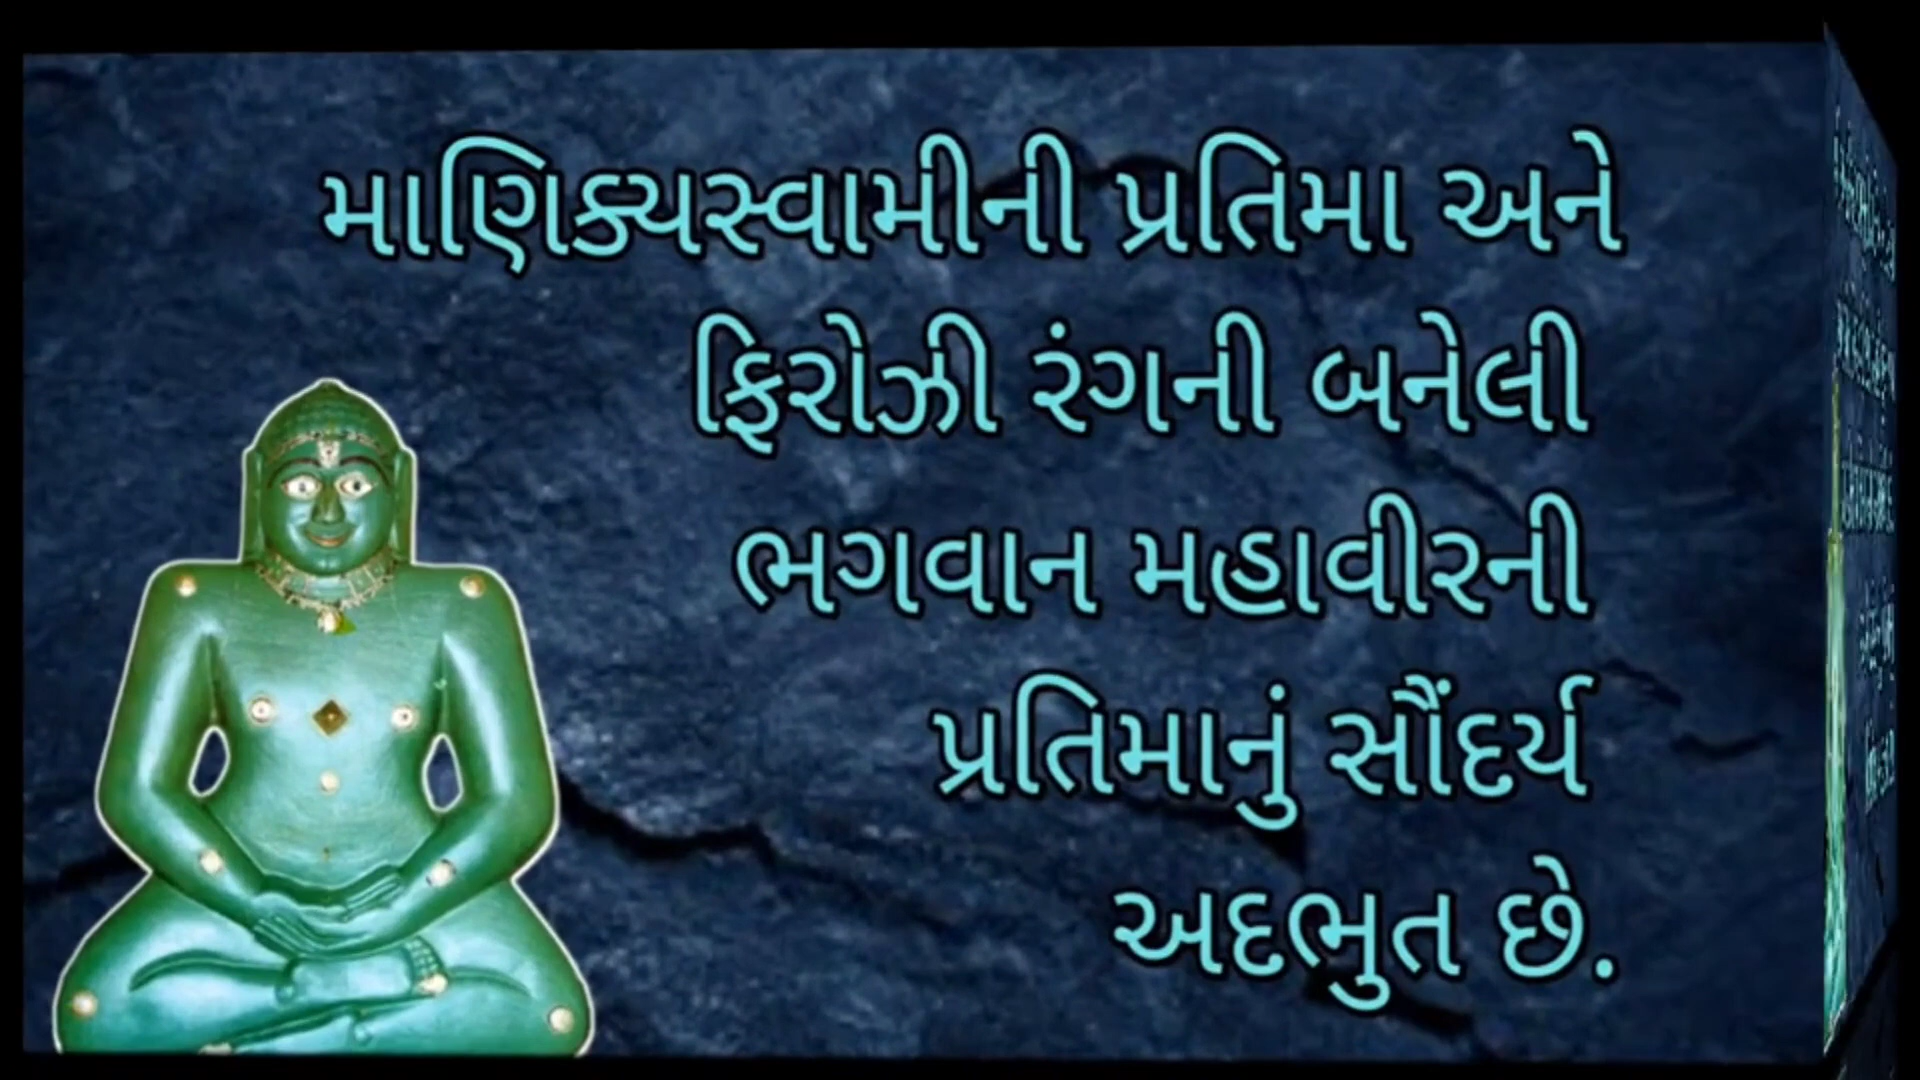 માણિક્યસ્વામીની પ્રતિમા અને
ફિરોઝી રંગની બનેલી
ભગવાન મહાવીરની
પ્રતિમાનું સૌંદર્ય
અદભુત છે.